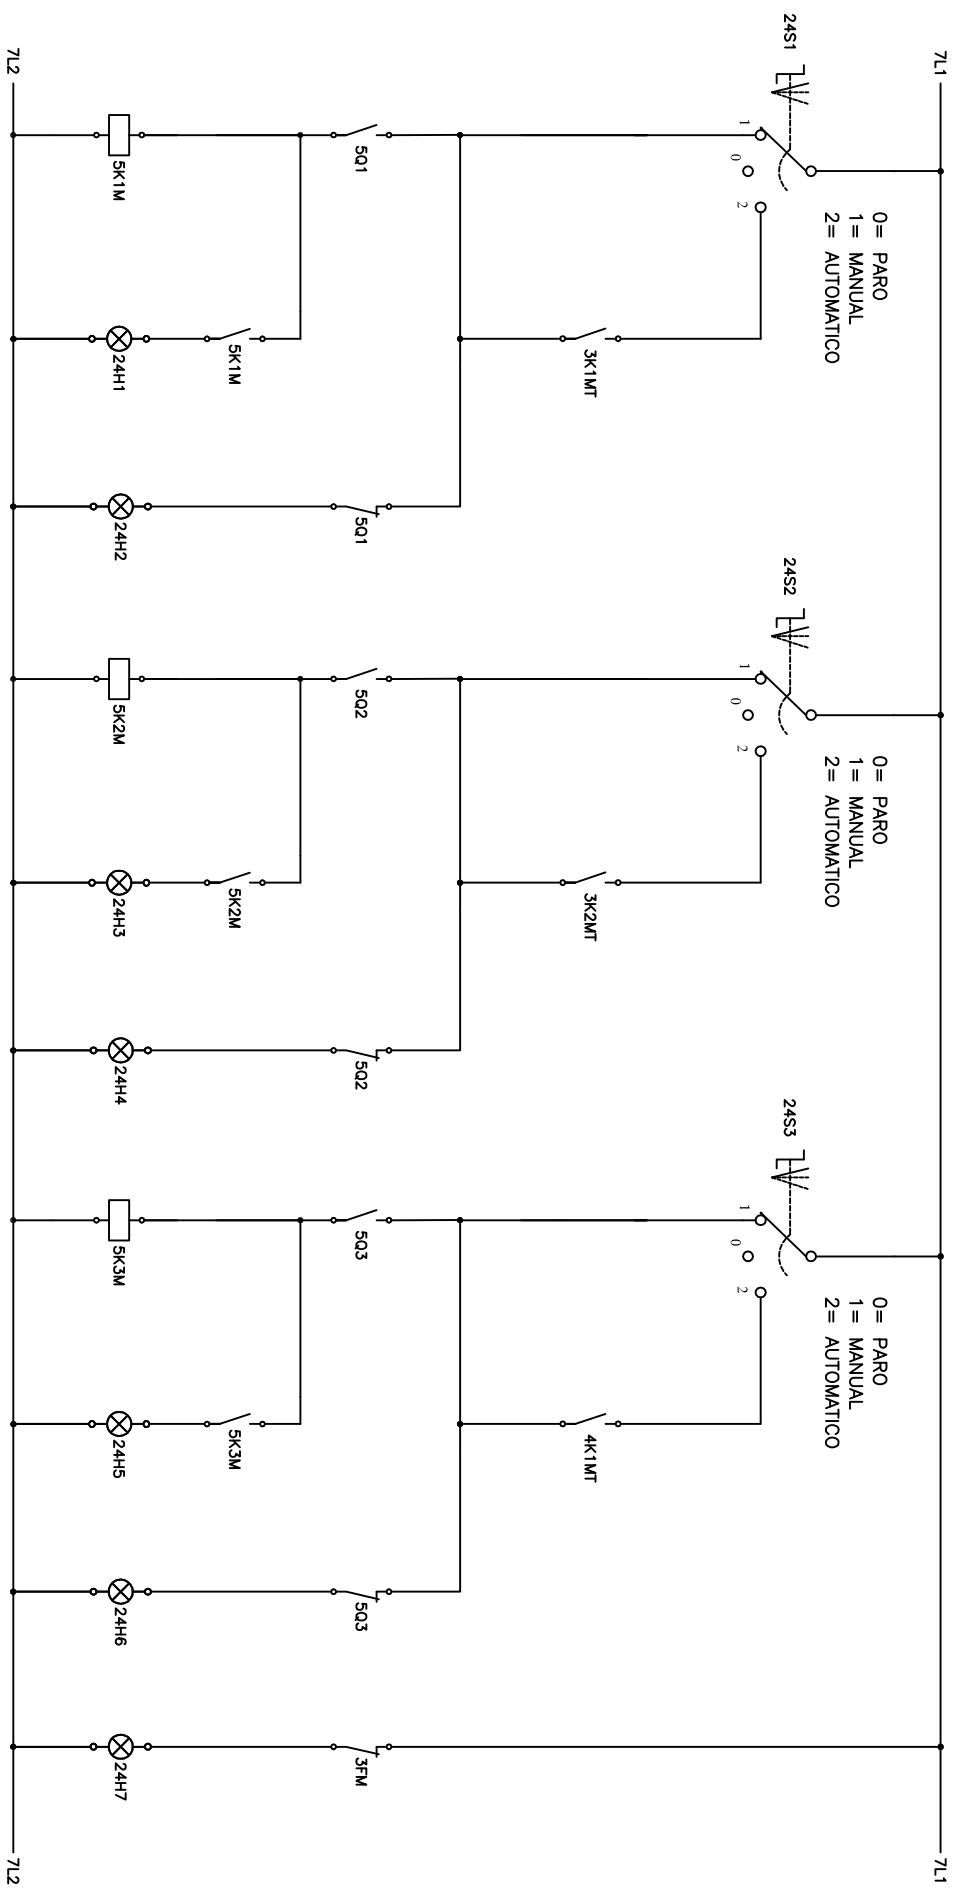 7L1
7L1
24S1
0= PARO
1= MANUAL
2= AUTOMATICO
1
0
2
3K1MT
5Q1
5Q1
5K1M
5K1M
24H1
24H2
24S2
0= PARO
1= MANUAL
2= AUTOMATICO
1
0
2
3K2MT
5Q2
5Q2
5K2M
5K2M
24H3
24H4
24S3
0= PARO
1= MANUAL
2= AUTOMATICO
1
0
2
4K1MT
5Q3
5Q3
5K3M
5K3M
24H5
24H6
3FM
24H7
7L2
7L2